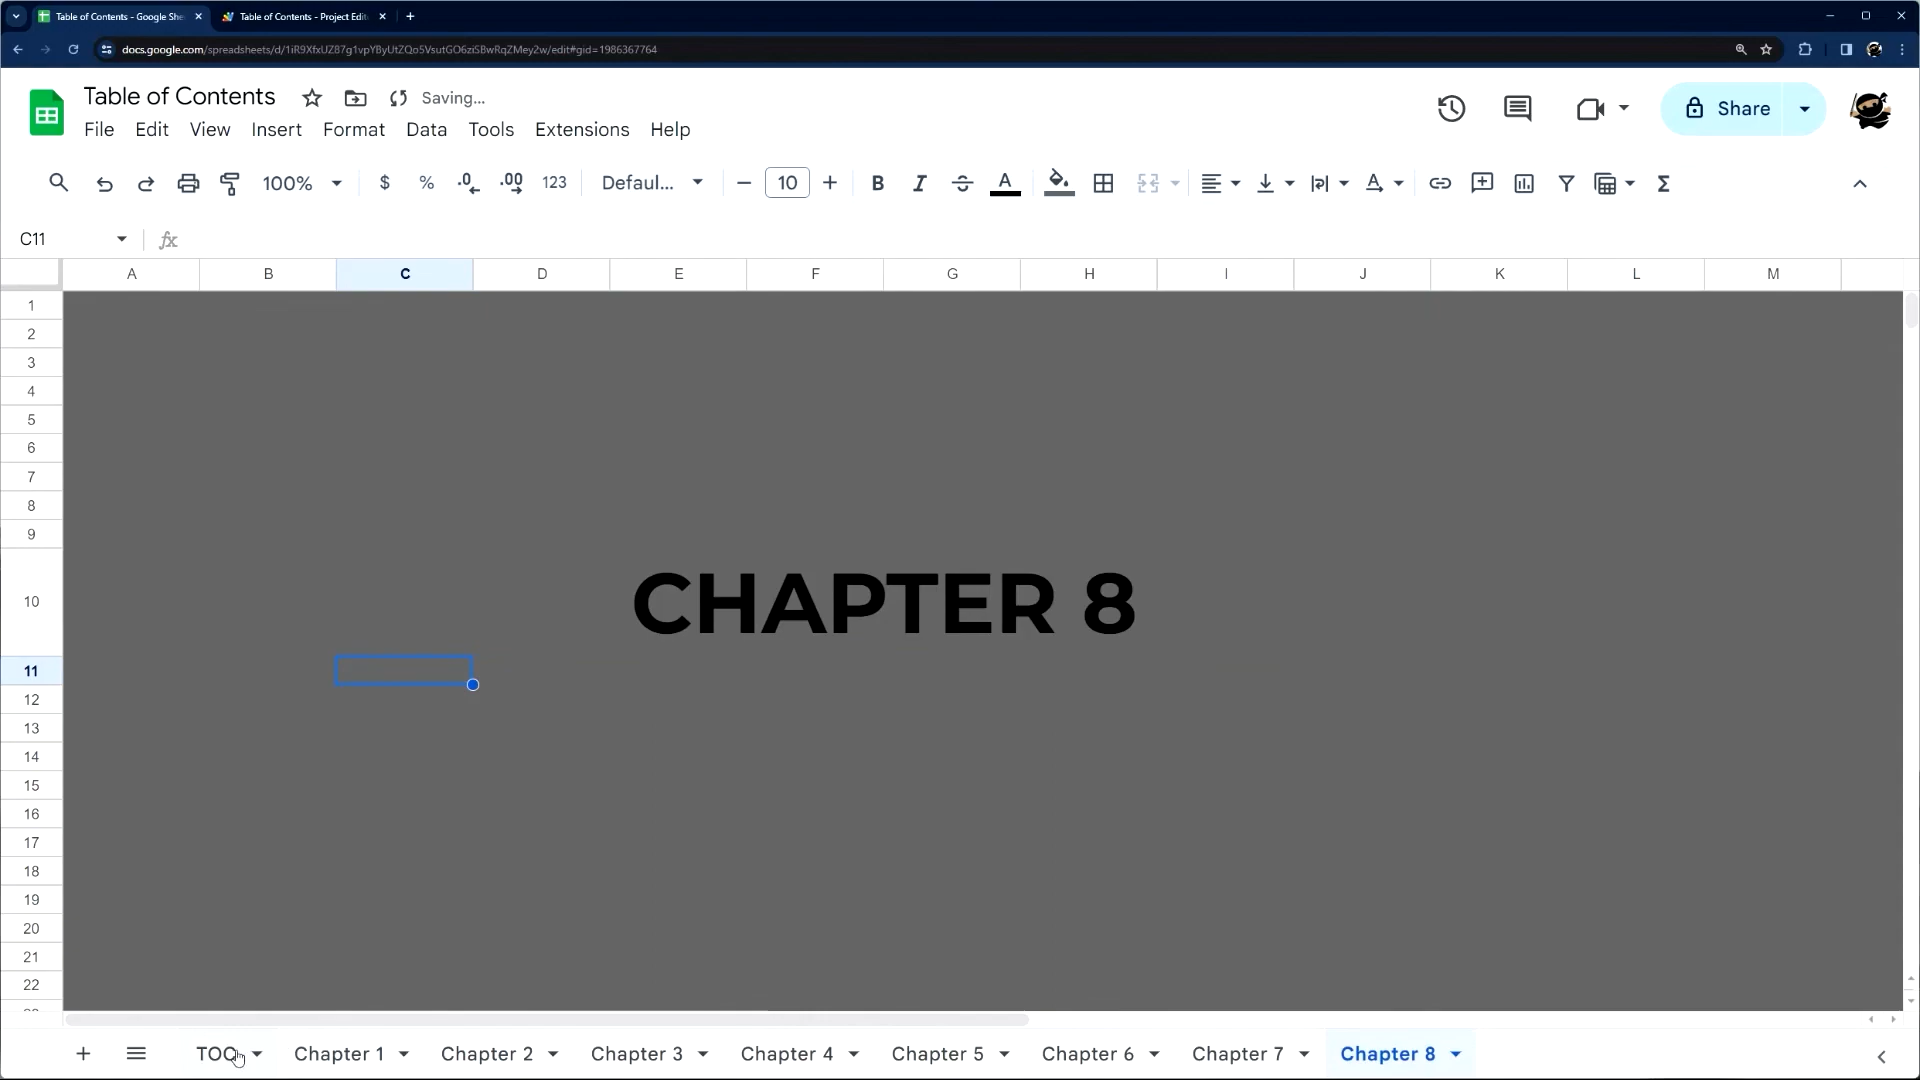 Table of Contents - Google She
Table of Contents - Project Edit
docs.google.com/spreadsheets/d/1iR9XfxUZ87g1vpYByUtZQo5VsutGO6ziSBwRqZMey2w/edit#gid=1986367764
Table of Contents
Saving...
File Edit View Insert Format Data Tools Extensions Help
Share
100% $ % .0 .00 123 Defaul... 10 B I A
C11 fx
A B C D E F G H I J K L M
1
2
3
4
5
6
7
8
9
10
CHAPTER 8
11
12
13
14
15
16
17
18
19
20
21
22
TOC Chapter 1 Chapter 2 Chapter 3 Chapter 4 Chapter 5 Chapter 6 Chapter 7 Chapter 8